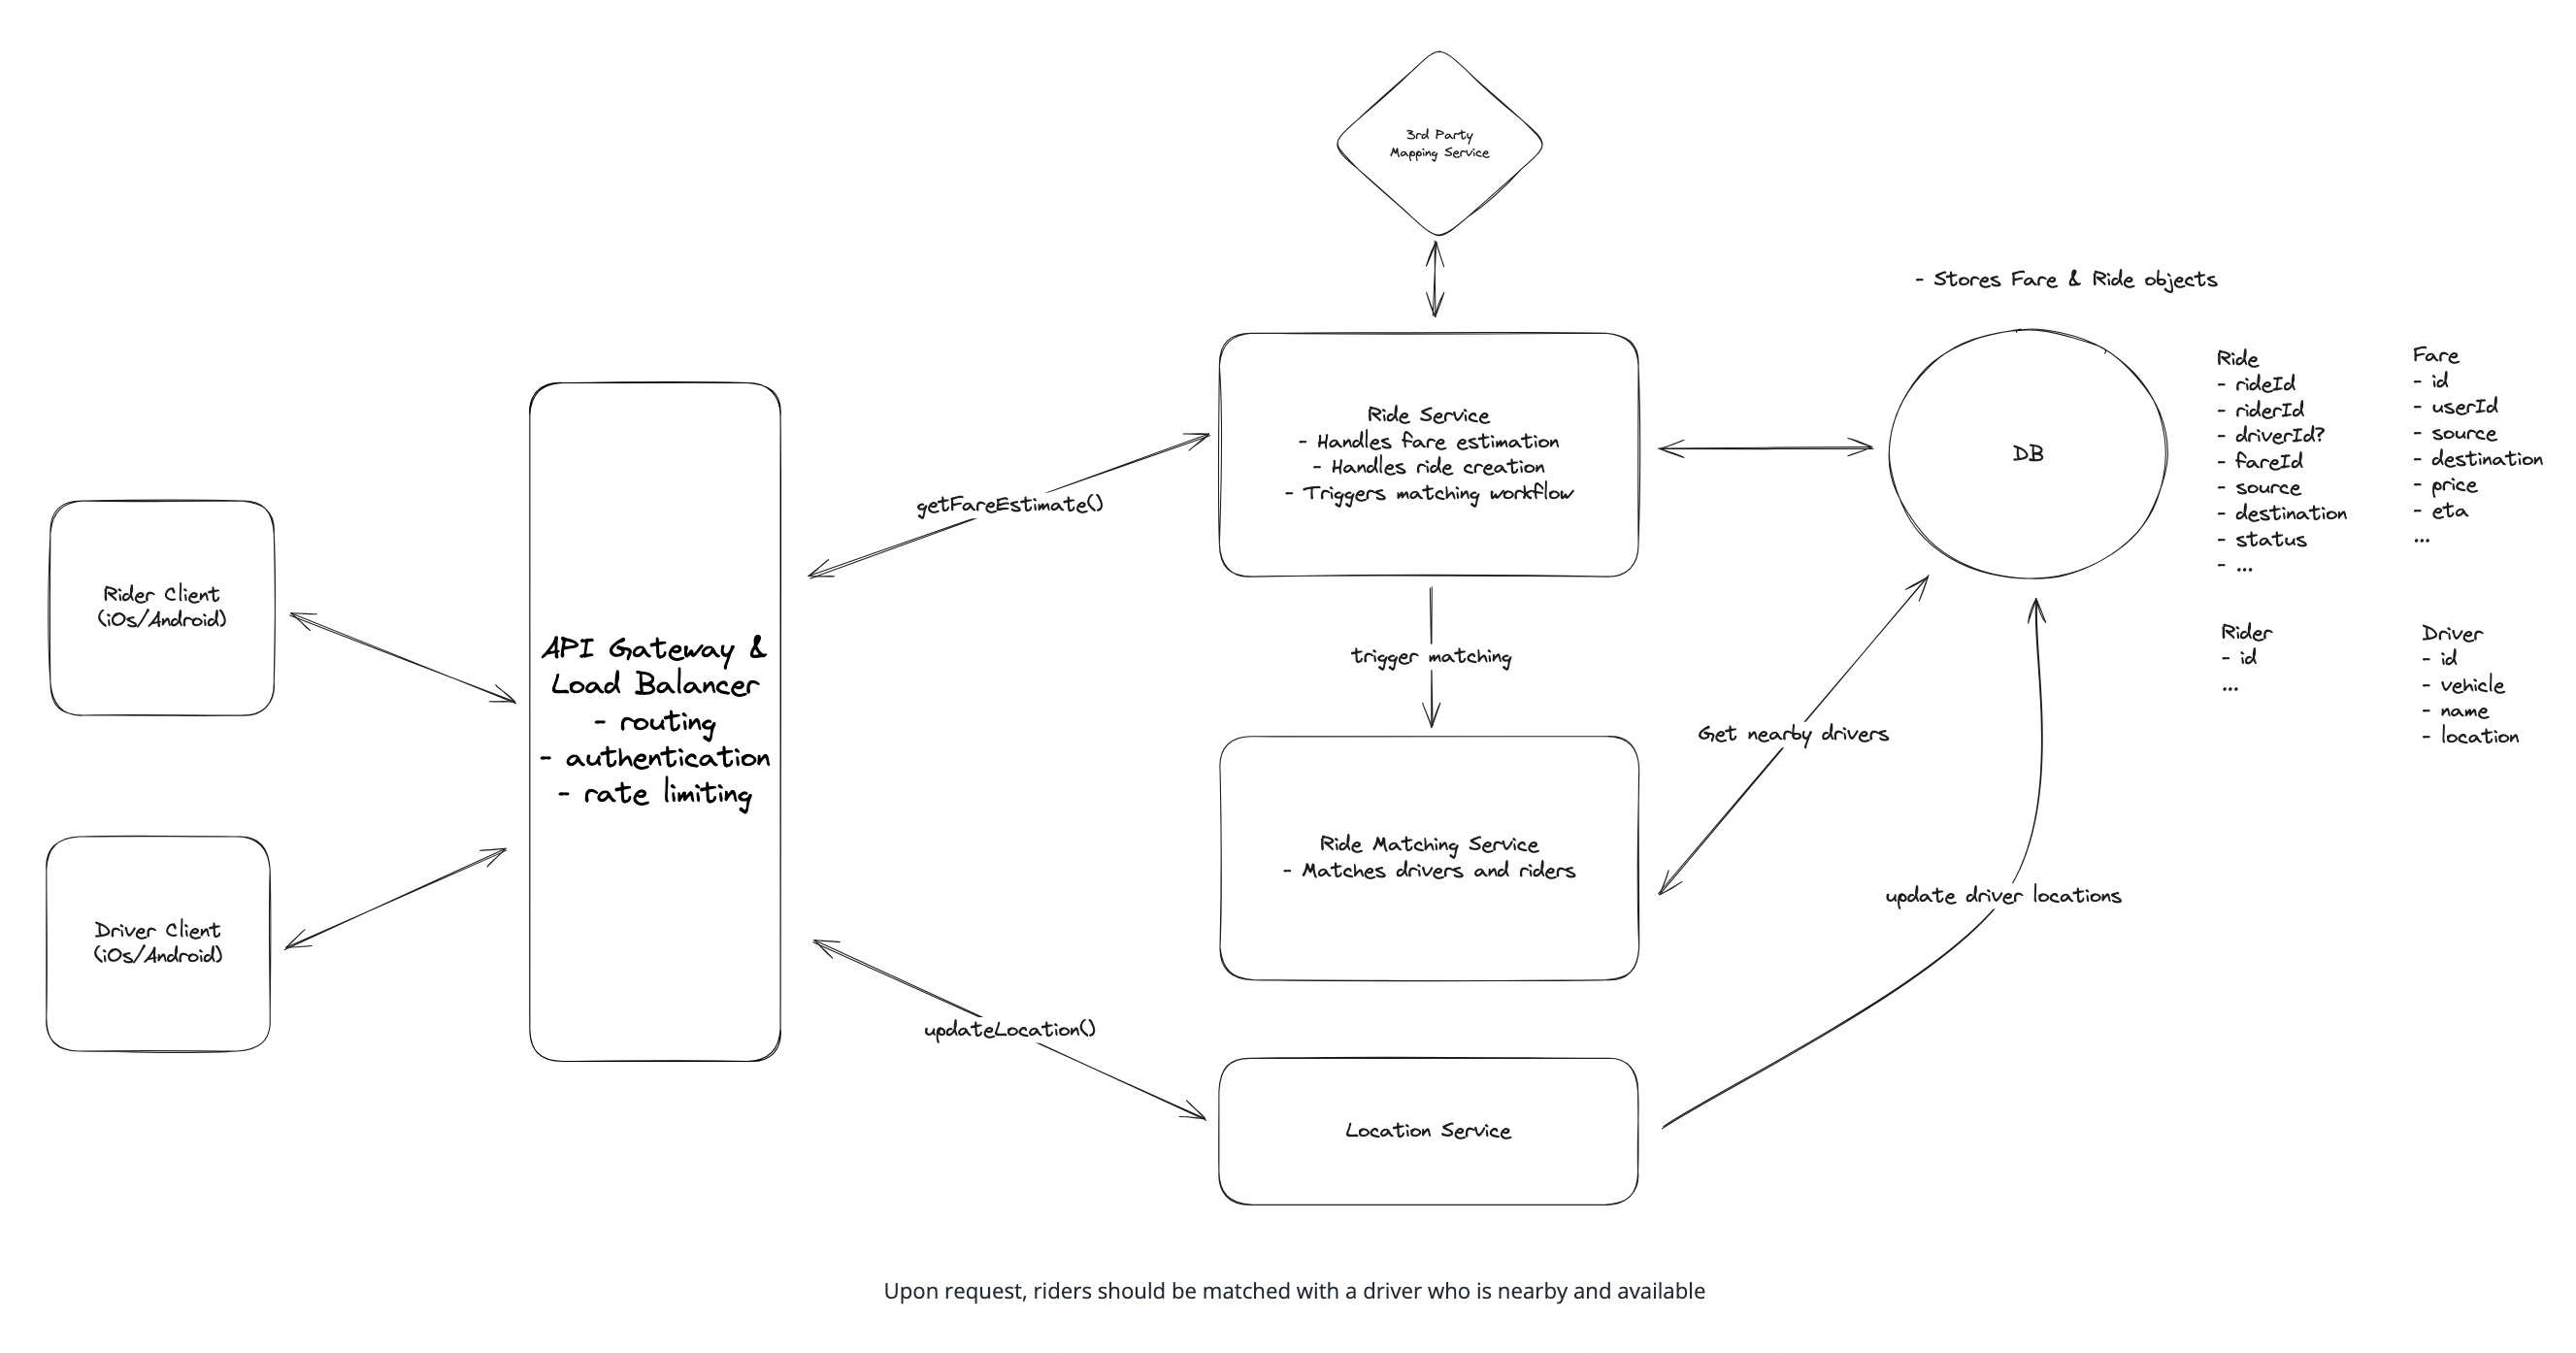 3rd Party
Mapping Service
- Stores Fare & Ride objects
Ride Service
- Handles fare estimation
- Handles ride creation
- Triggers matching workflow
DB
Ride
- rideId
- riderId
- driverId?
- fareId
- source
- destination
- status
- ...
Fare
- id
- userId
- source
- destination
- price
- eta
...
getFareEstimate()
Rider Client
(iOs/Android)
API Gateway &
Load Balancer
- routing
- authentication
- rate limiting
trigger matching
Get nearby drivers
Rider
- id
...
Driver
- id
- vehicle
- name
- location
Ride Matching Service
- Matches drivers and riders
update driver locations
Driver Client
(iOs/Android)
updateLocation()
Location Service
Upon request, riders should be matched with a driver who is nearby and available